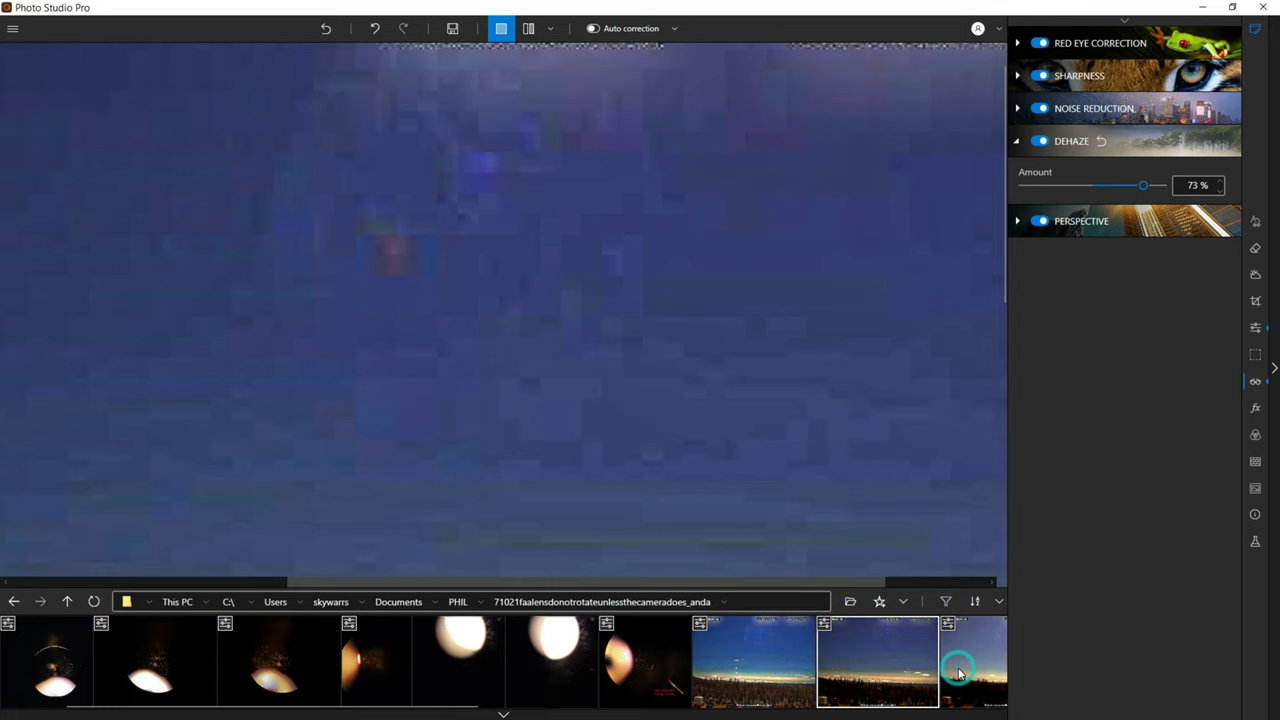 Photo Studio Pro
Auto correction
RED EYE CORRECTION
SHARPNESS
NOISE REDUCTION
DEHAZE
Amount
73 %
PERSPECTIVE
This PC
C:\
Users
skywarrs
Documents
PHIL
71021faalensdonotrotateunlessthecameradoes_anda